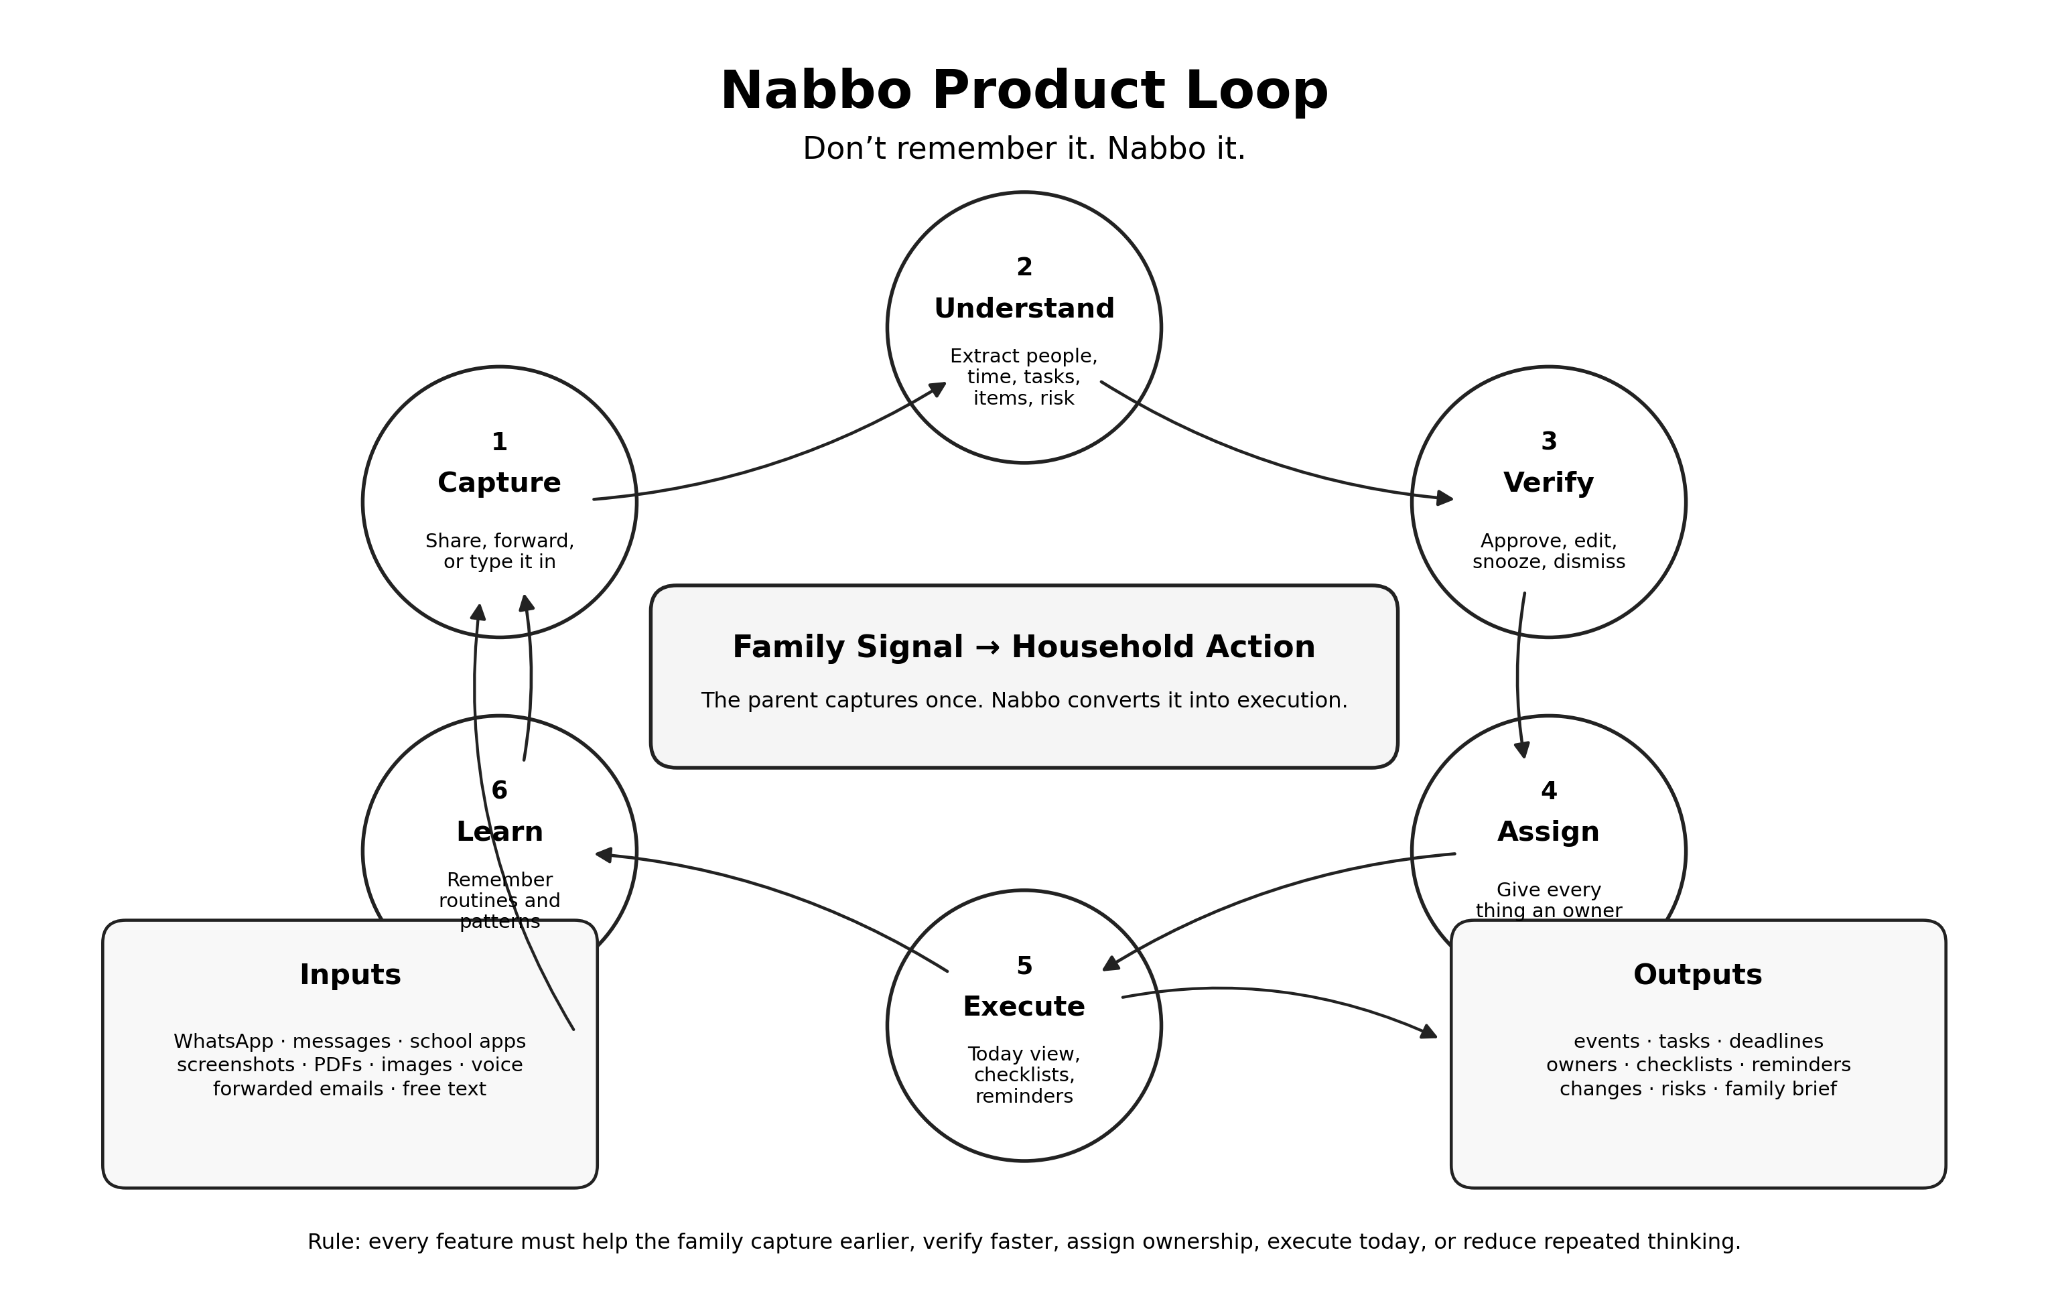 Nabbo Product Loop
Don’t remember it. Nabbo it.
2
Understand
Extract people,
time, tasks,
items, risk
1
Capture
Share, forward,
or type it in
3
Verify
Approve, edit,
snooze, dismiss
Family Signal → Household Action
The parent captures once. Nabbo converts it into execution.
6
Learn
Remember
routines and
patterns
4
Assign
Give every
thing an owner
5
Execute
Today view,
checklists,
reminders
Inputs
WhatsApp · messages · school apps
screenshots · PDFs · images · voice
forwarded emails · free text
Outputs
events · tasks · deadlines
owners · checklists · reminders
changes · risks · family brief
Rule: every feature must help the family capture earlier, verify faster, assign ownership, execute today, or reduce repeated thinking.